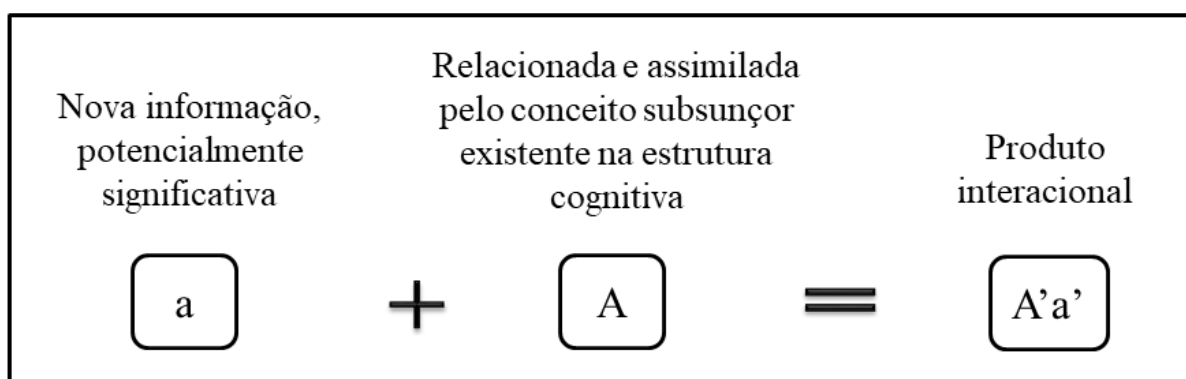 Nova informação,
potencialmente
significativa
Relacionada e assimilada
pelo conceito subsunçor
existente na estrutura
cognitiva
Produto
interacional
a
+
A
=
A’a’